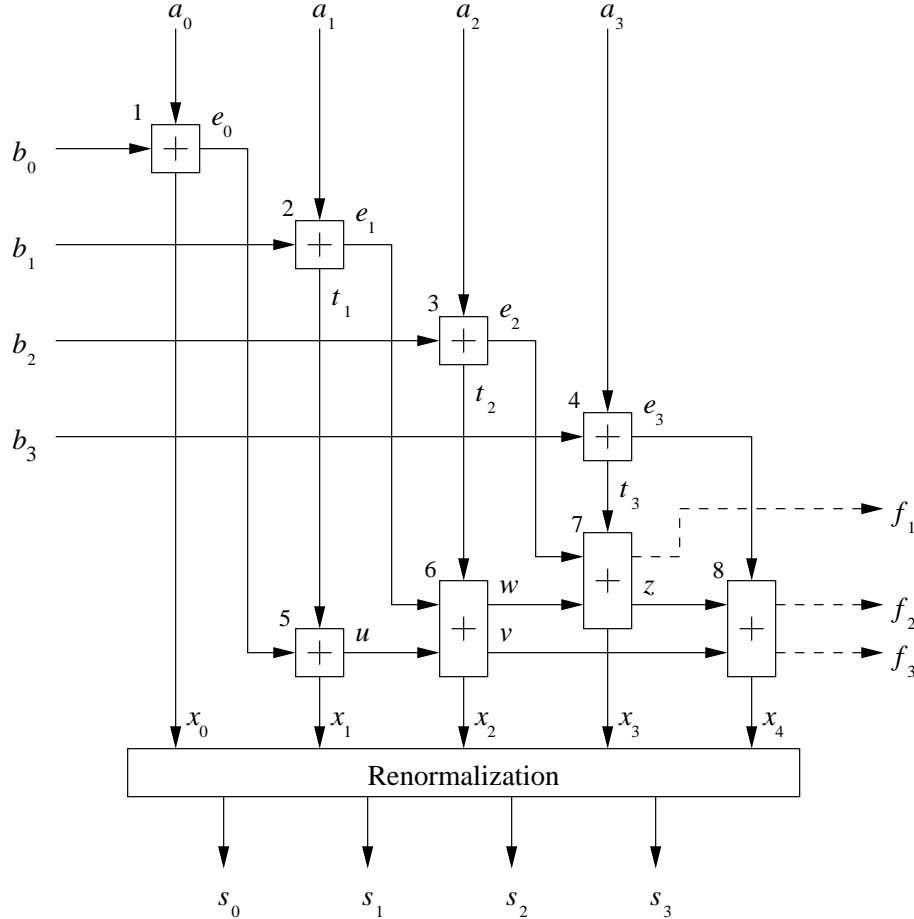 a₀ a₁ a₂ a₃
1 e₀
b₀ +
2 e₁
b₁ +
t₁ 3 e₂
b₂ +
t₂ 4 e₃
b₃ +
t₃ f₁
7
6 w + z 8 f₂
5 u + v + f₃
+
x₀ x₁ x₂ x₃ x₄
Renormalization
s₀ s₁ s₂ s₃